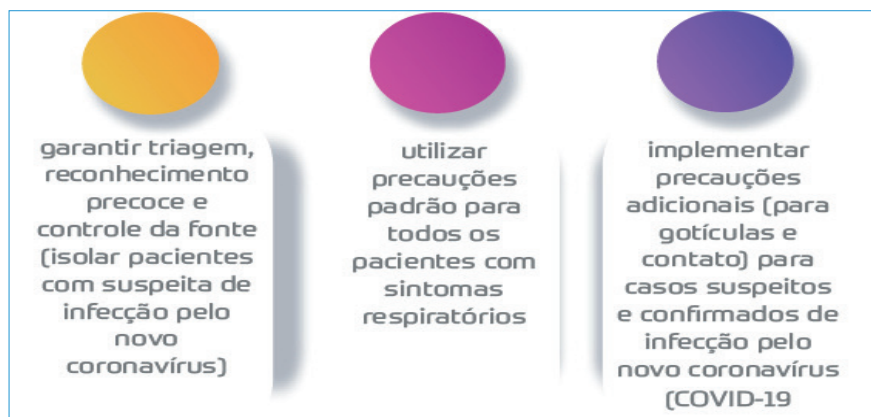 garantir triagem,
reconhecimento
precoce e
controle da fonte
(isolar pacientes
com suspeita de
infecção pelo
novo
coronavírus)
utilizar
precauções
padrão para
todos os
pacientes com
sintomas
respiratórios
implementar
precauções
adicionais (para
gotículas e
contato) para
casos suspeitos
e confirmados de
infecção pelo
novo coronavírus
(COVID-19